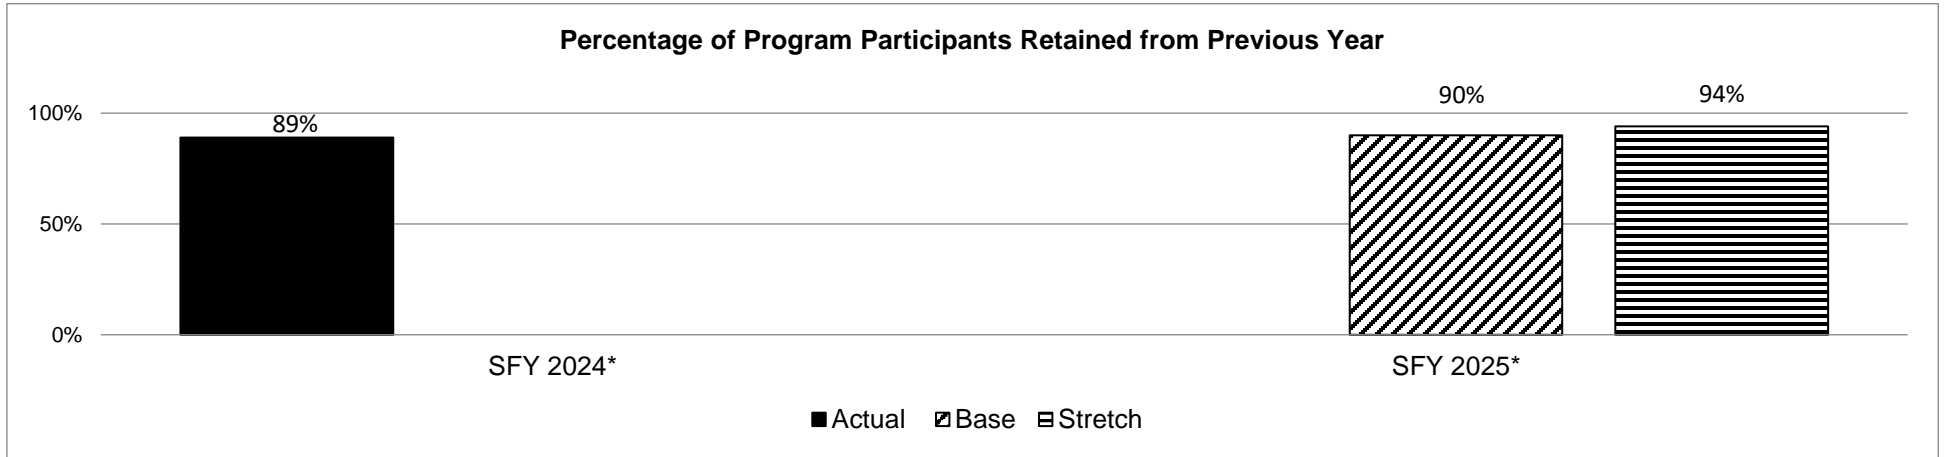 Percentage of Program Participants Retained from Previous Year
90%
94%
100%
89%
50%
0%
SFY 2024*
SFY 2025*
Actual
Base
Stretch